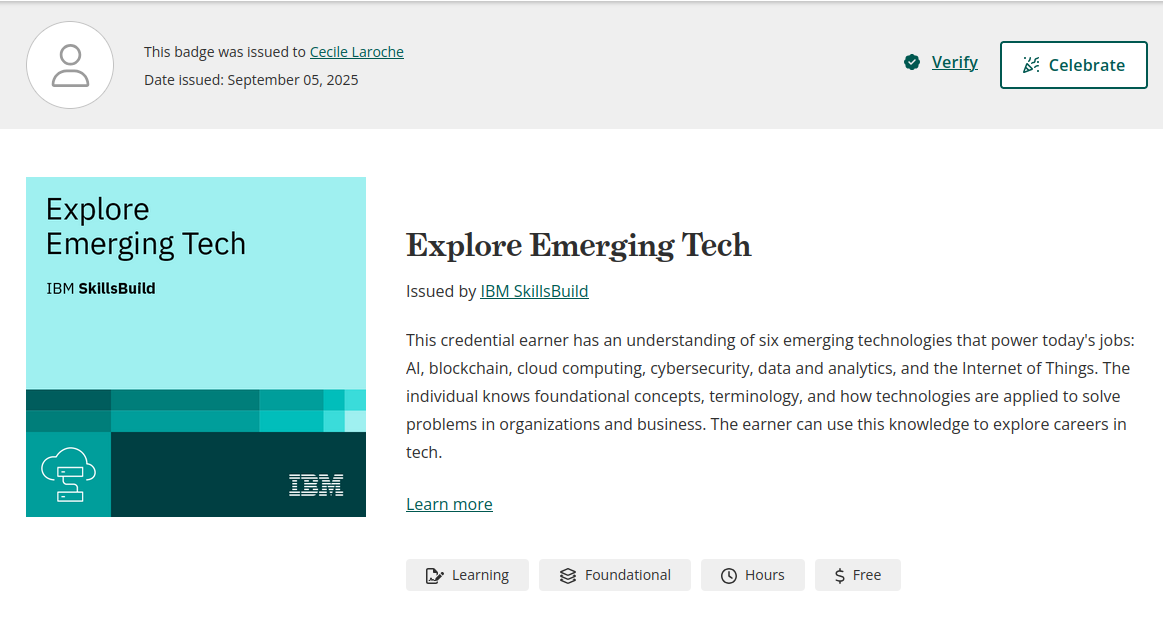 This badge was issued to Cecile Laroche
Date issued: September 05, 2025
Verify
Celebrate
Explore
Emerging Tech
IBM SkillsBuild
IBM
Explore Emerging Tech
Issued by IBM SkillsBuild
This credential earner has an understanding of six emerging technologies that power today's jobs:
AI, blockchain, cloud computing, cybersecurity, data and analytics, and the Internet of Things. The
individual knows foundational concepts, terminology, and how technologies are applied to solve
problems in organizations and business. The earner can use this knowledge to explore careers in
tech.
Learn more
Learning
Foundational
Hours
$ Free